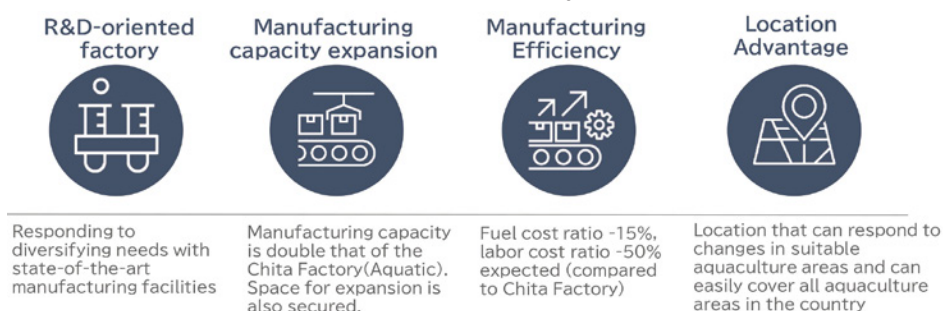 R&D-oriented
factory
Manufacturing
capacity expansion
Manufacturing
Efficiency
Location
Advantage
Responding to
diversifying needs with
state-of-the-art
manufacturing facilities
Manufacturing capacity
is double that of the
Chita Factory(Aquatic).
Space for expansion is
also secured.
Fuel cost ratio -15%,
labor cost ratio -50%
expected (compared
to Chita Factory)
Location that can respond to
changes in suitable
aquaculture areas and can
easily cover all aquaculture
areas in the country